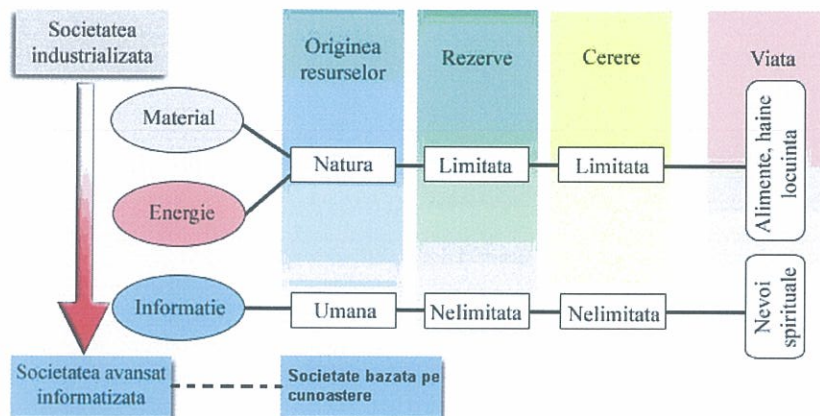 Societatea
industrializata
Originea
resurselor
Rezerve
Cerere
Viata
Material
Energie
Natura
Limitata
Limitata
Alimente, haine
locuinta
Informatie
Umana
Nelimitata
Nelimitata
Nevoi
spirituale
Societatea avansat
informatizata
Societate bazata pe
cunoastere